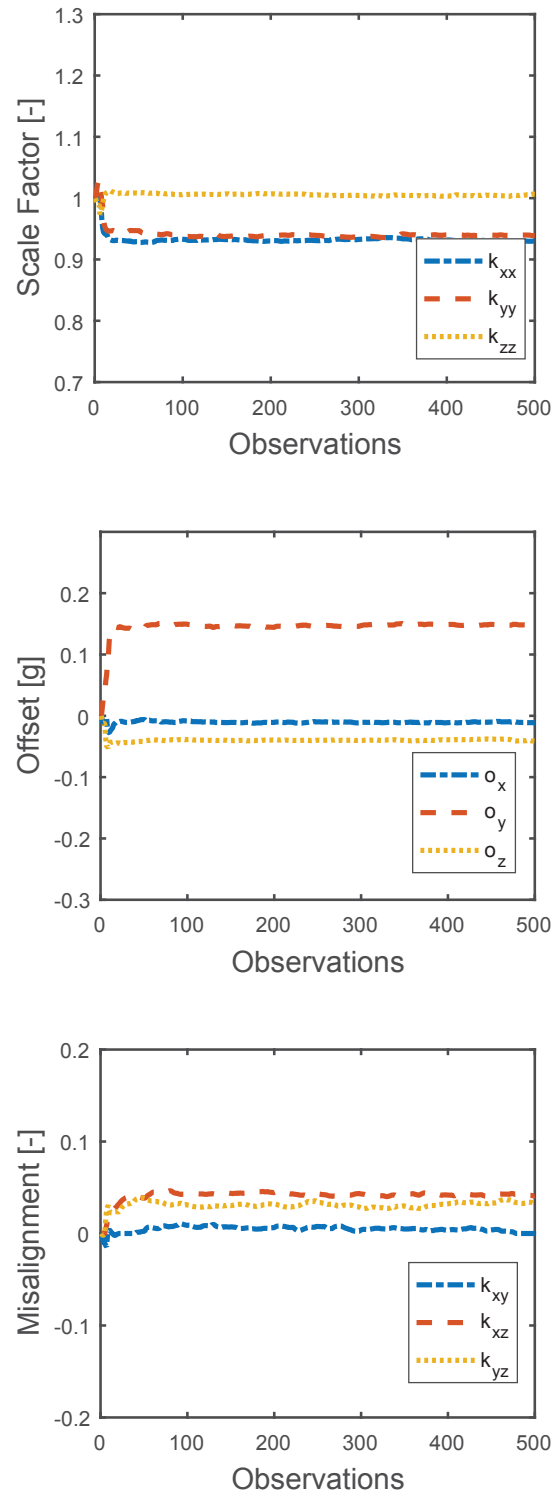 1.3
1.2
1.1
1
0.9
0.8
0.7
Scale Factor [-]
k_xx
k_yy
k_zz
0 100 200 300 400 500
Observations
0.2
0.1
0
-0.1
-0.2
-0.3
Offset [g]
o_x
o_y
o_z
0 100 200 300 400 500
Observations
0.2
0.1
0
-0.1
-0.2
Misalignment [-]
k_xy
k_xz
k_yz
0 100 200 300 400 500
Observations